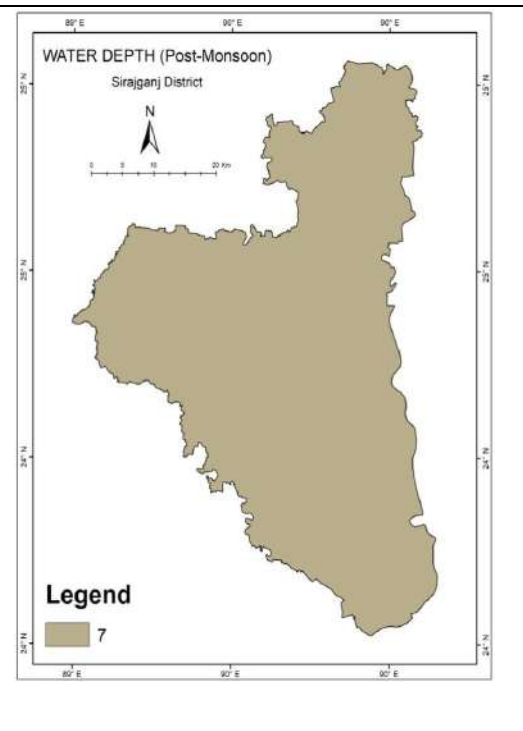 89° E 90° E 90° E
WATER DEPTH (Post-Monsoon)
Sirajganj District
N
0 5 10 20 Km
25° N 25° N
25° N 25° N
24° N 24° N
Legend
7
24° N 24° N
89° E 90° E 90° E